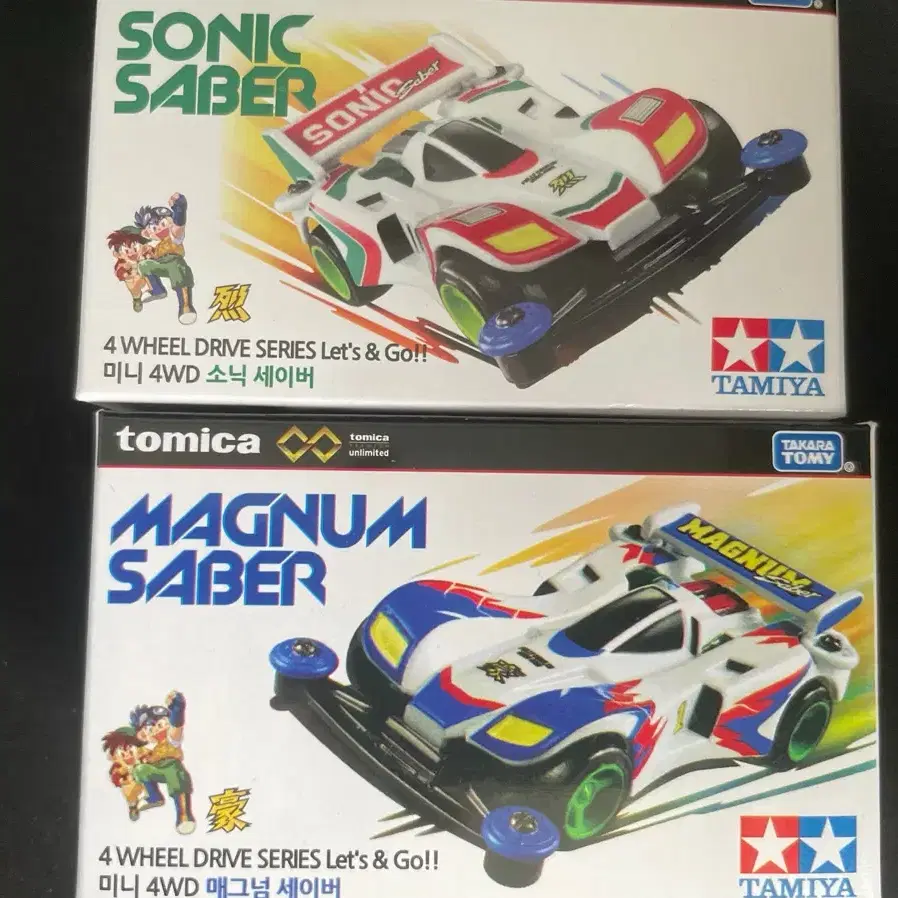 SONIC
SABER
SONIC Saber
烈
烈
4 WHEEL DRIVE SERIES Let's & Go!!
미니 4WD 소닉 세이버
TAMIYA
tomica
tomica
unlimited
TAKARA
TOMY
MAGNUM
SABER
MAGNUM
Saber
豪
豪
4 WHEEL DRIVE SERIES Let's & Go!!
미니 4WD 매그넘 세이버
TAMIYA